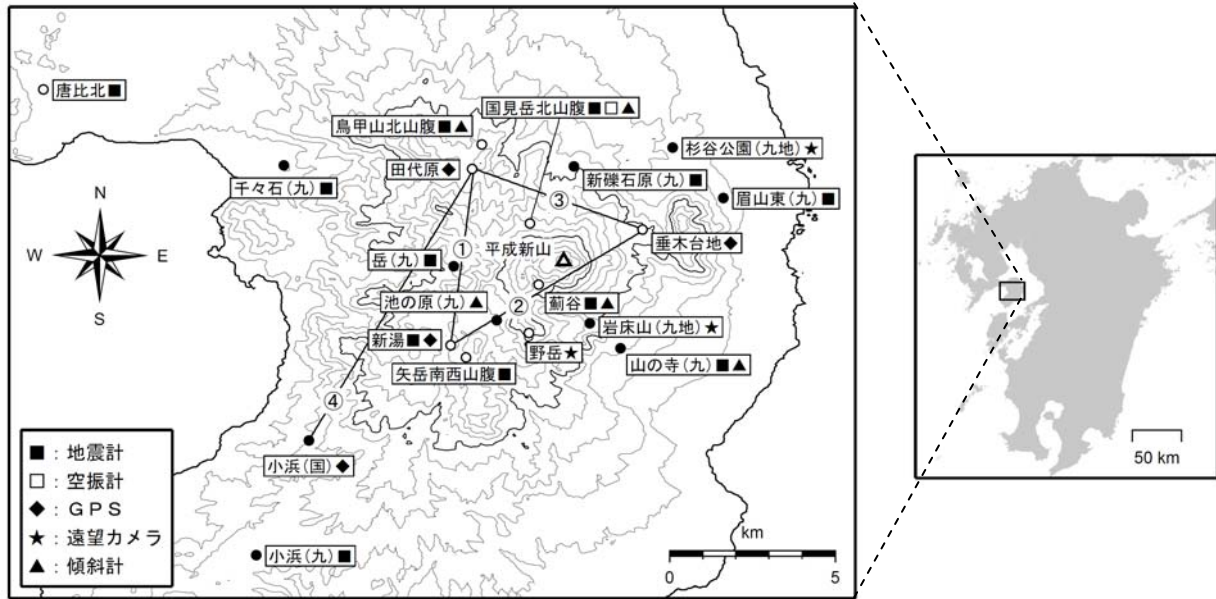 唐比北■
国見岳北山腹■□▲
鳥甲山北山腹■▲
杉谷公園(九地)★
田代原◆
千々石(九)■
新礫石原(九)■
眉山東(九)■
③
垂木台地◆
平成新山
①
岳(九)■
池の原(九)▲
薊谷■▲
②
岩床山(九地)★
新湯■◆
野岳★
山の寺(九)■▲
矢岳南西山腹■
④
小浜(国)◆
小浜(九)■
N
W
E
S
■：地震計
□：空振計
◆：ＧＰＳ
★：遠望カメラ
▲：傾斜計
km
0 5
50 km